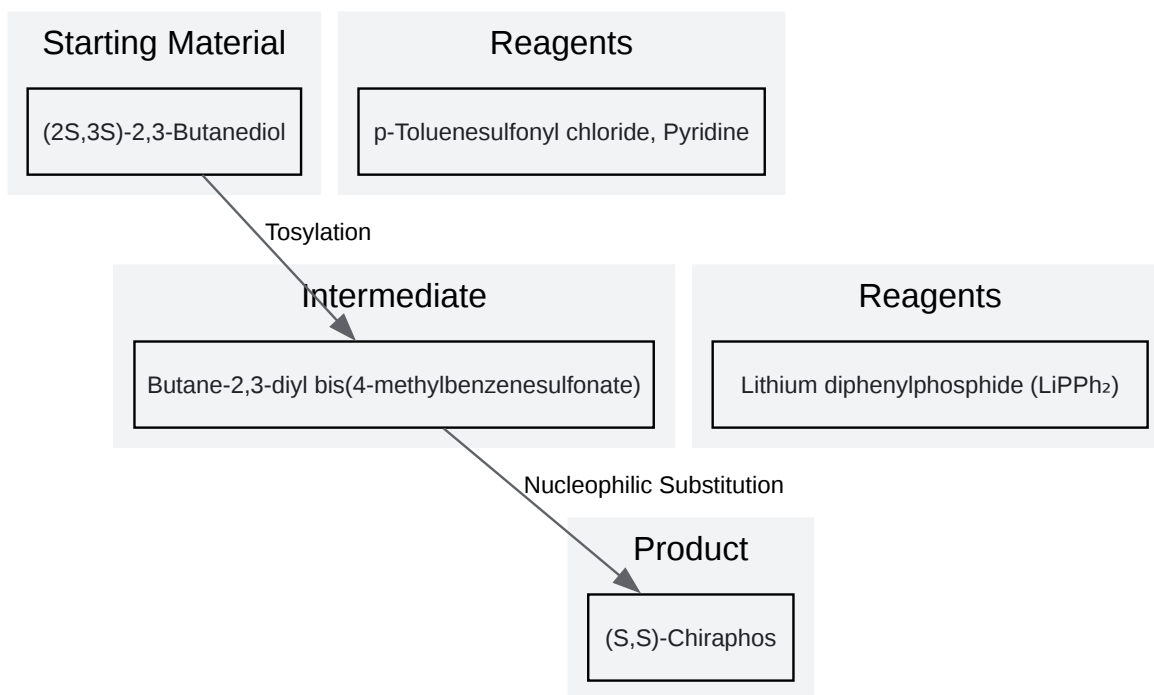 Starting Material
Reagents
(2S,3S)-2,3-Butanediol
p-Toluenesulfonyl chloride, Pyridine
Tosylation
Intermediate
Reagents
Butane-2,3-diyl bis(4-methylbenzenesulfonate)
Lithium diphenylphosphide (LiPPh₂)
Nucleophilic Substitution
Product
(S,S)-Chiraphos